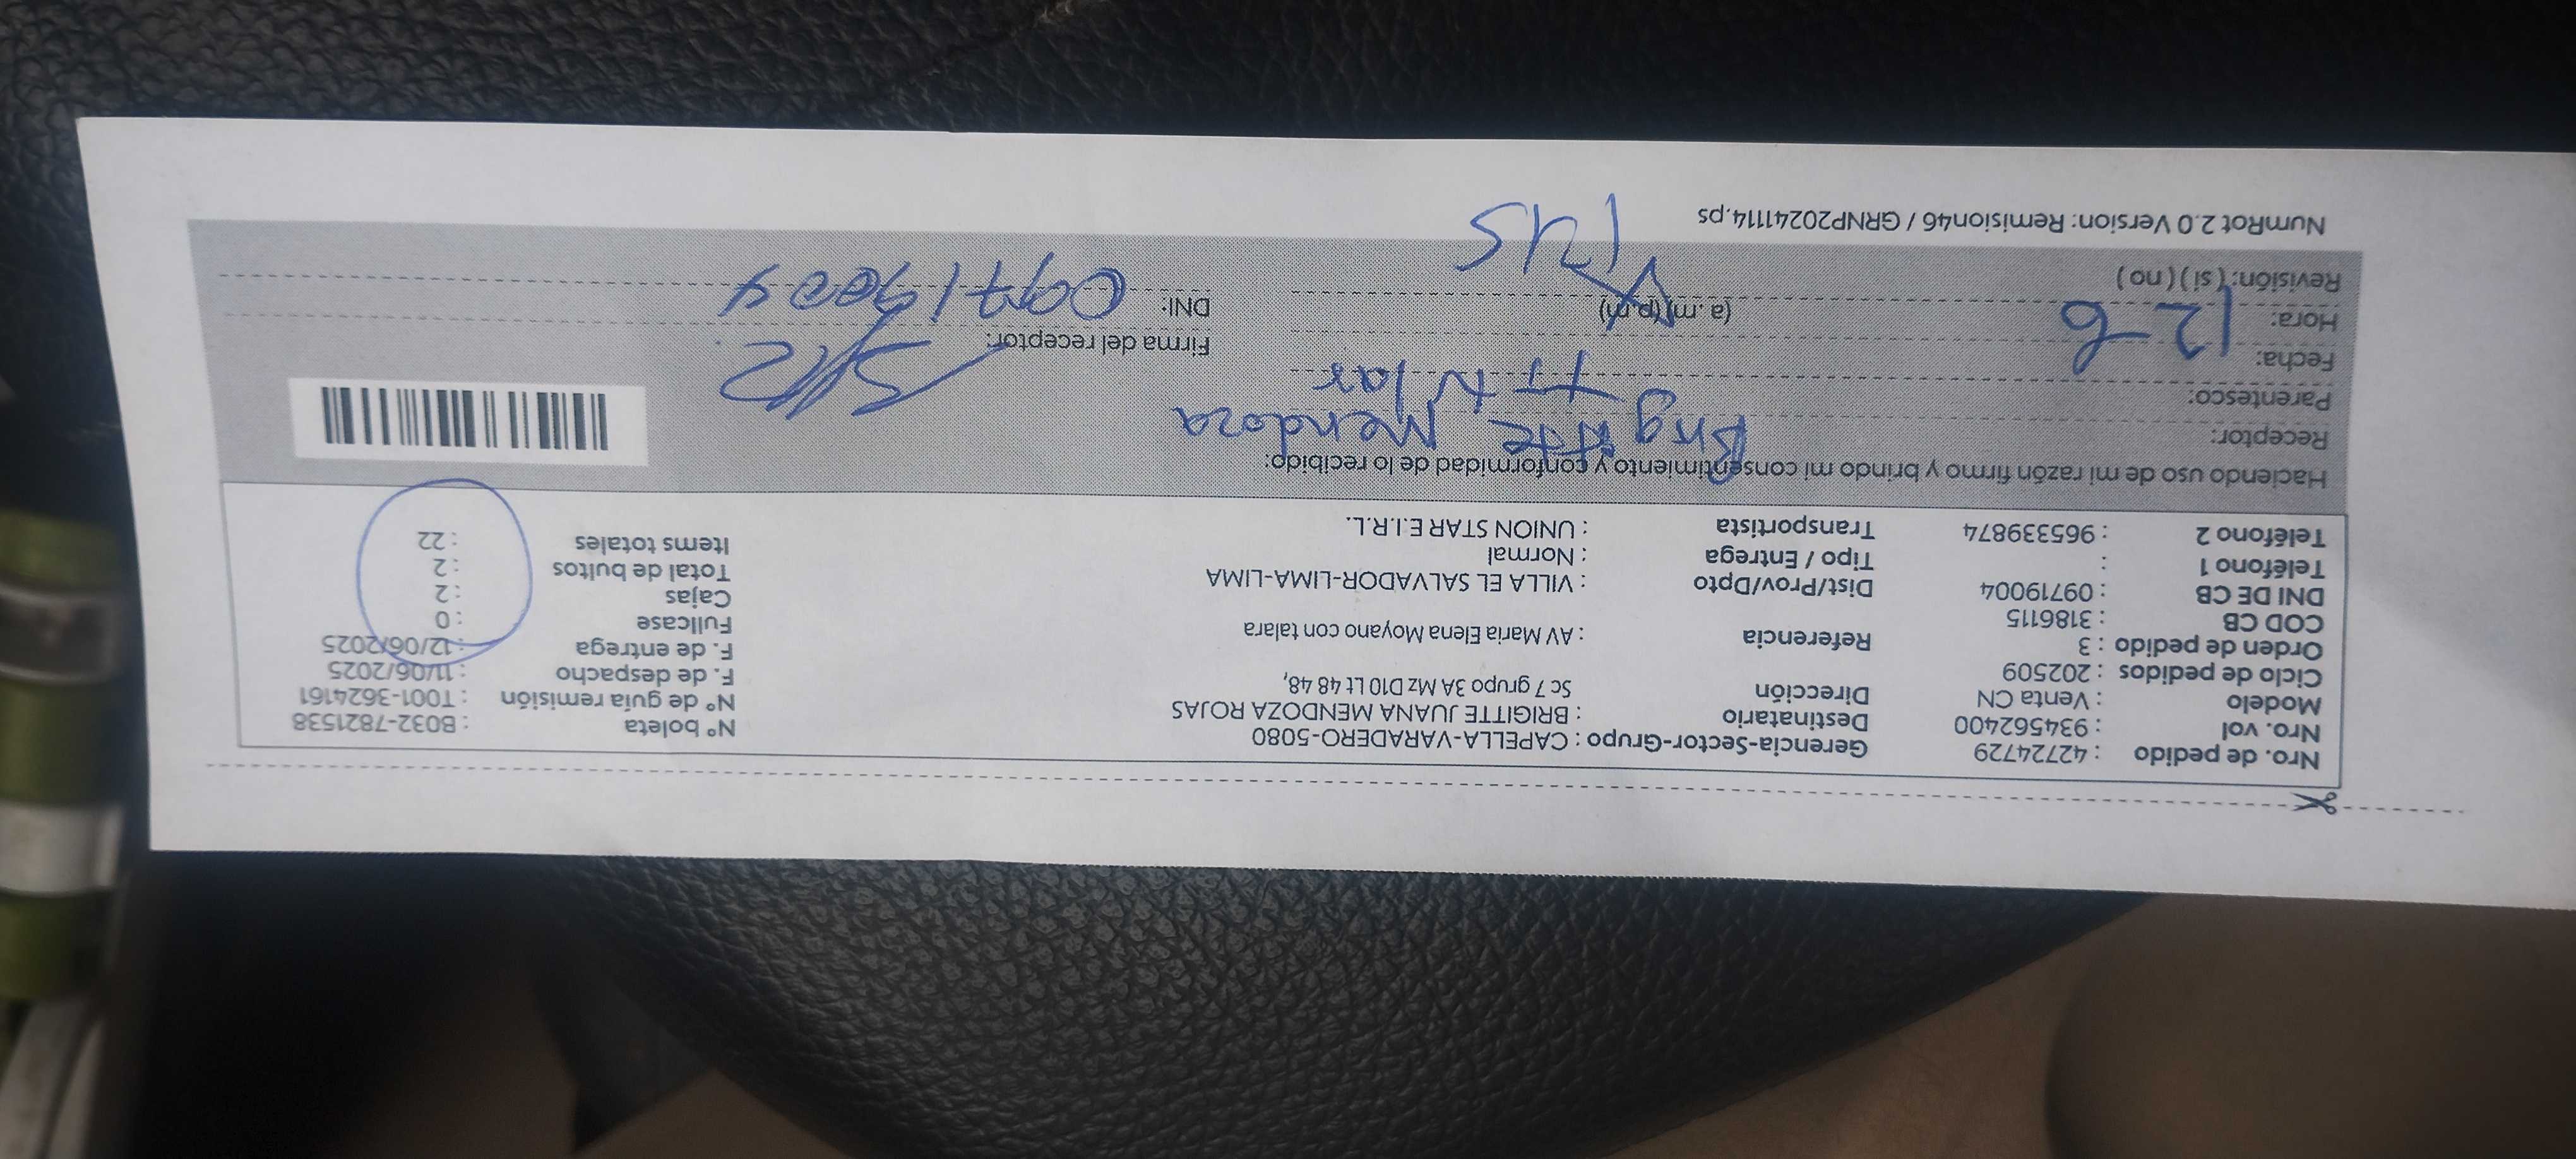 Nro. de pedido : 42724729 Gerencia-Sector-Grupo : CAPELLA-VARADERO-5080 N° boleta : B032-7821538
Nro. vol : 934562400 Destinatario : BRIGITTE JUANA MENDOZA ROJAS N° de guía remisión : T001-3624161
Modelo : Venta CN Dirección Sc 7 grupo 3A Mz D10 Lt 48 48, F. de despacho : 11/06/2025
Ciclo de pedidos : 202509 F. de entrega : 12/06/2025
Orden de pedido : 3 Referencia : AV Maria Elena Moyano con talara Fullcase : 0
COD CB : 3186115 Cajas : 2
DNI DE CB : 09719004 Dist/Prov/Dpto : VILLA EL SALVADOR-LIMA-LIMA Total de bultos : 2
Teléfono 1 : Tipo / Entrega : Normal Items totales : 22
Teléfono 2 : 965339874 Transportista : UNION STAR E.I.R.L.
Haciendo uso de mi razón firmo y brindo mi consentimiento y conformidad de lo recibido:
Receptor: Brigitte Mendoza
Parentesco:
Fecha: 12-6 Firma del receptor:
Hora: (a.m) (p.m) DNI: 09719004
Revisión: ( si ) ( no )
NumRot 2.0 Version: Remision46 / GRNP20241114.ps